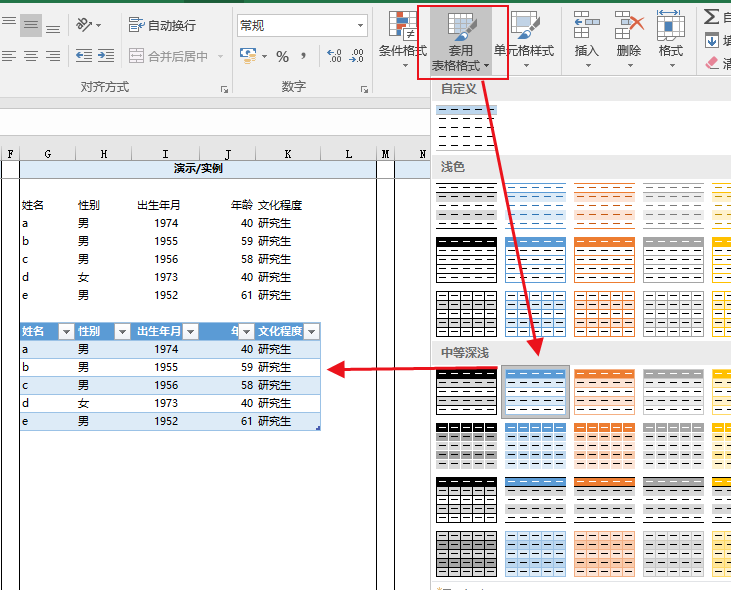 自动换行
常规
合并后居中
% , .00
条件格式
套用
表格格式
单元格样式
插入
删除
格式
Σ 自
填
清
对齐方式
数字
自定义
浅色
中等深浅
F G H I J K L M N
演示/实例
姓名 性别 出生年月 年龄 文化程度
a 男 1974 40 研究生
b 男 1955 59 研究生
c 男 1956 58 研究生
d 女 1973 40 研究生
e 男 1952 61 研究生
姓名 性别 出生年月 年 文化程度
a 男 1974 40 研究生
b 男 1955 59 研究生
c 男 1956 58 研究生
d 女 1973 40 研究生
e 男 1952 61 研究生